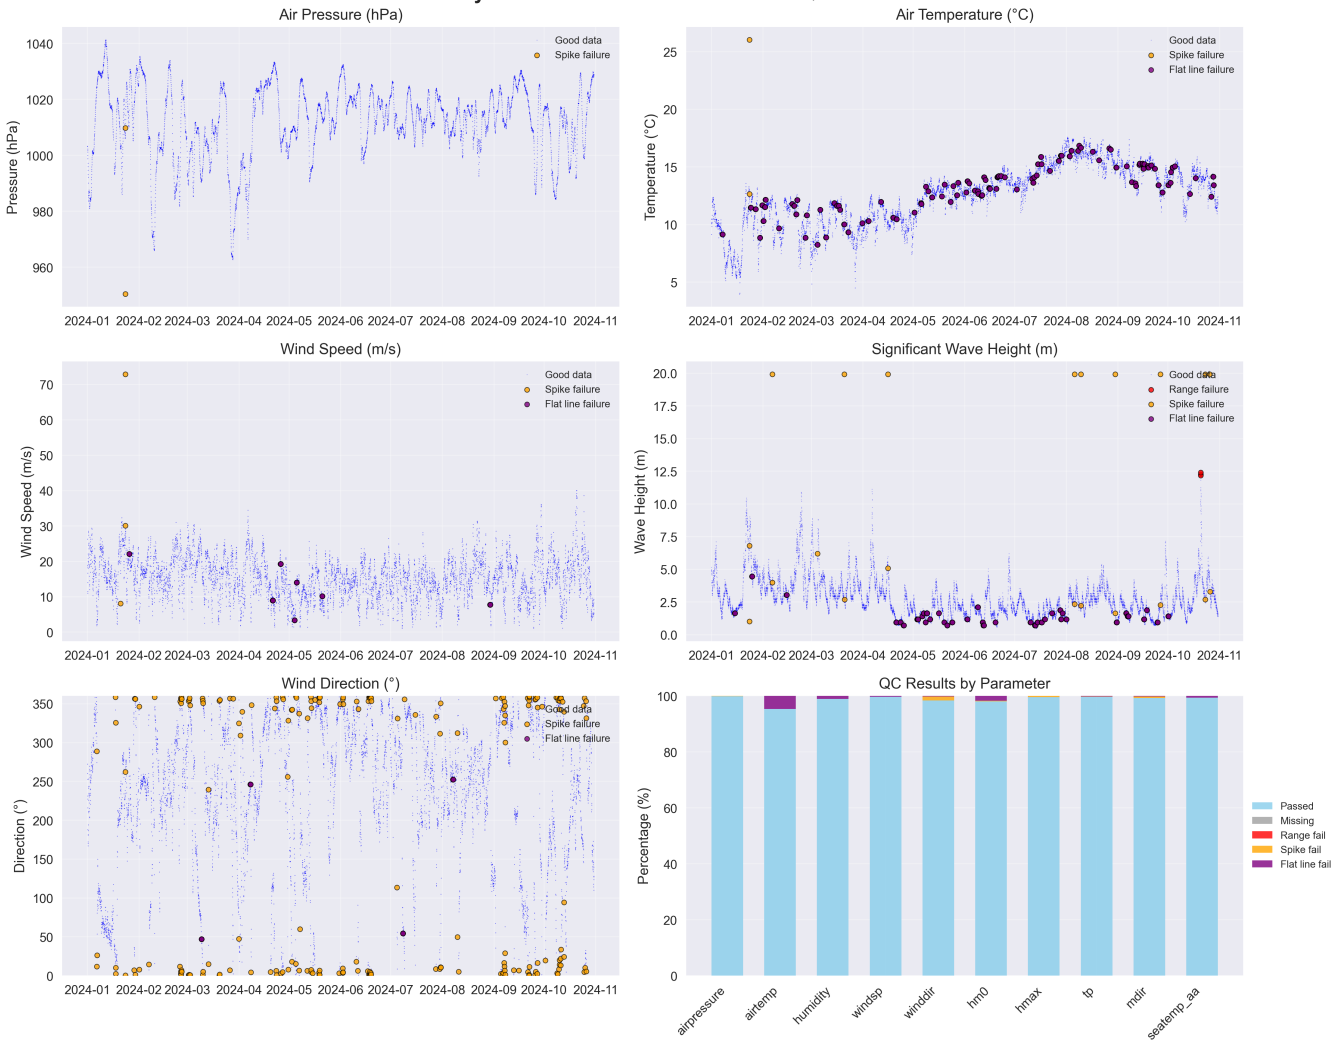 Air Pressure (hPa)
Good data
Spike failure
Pressure (hPa)
1040
1020
1000
980
960
2024-01 2024-02 2024-03 2024-04 2024-05 2024-06 2024-07 2024-08 2024-09 2024-10 2024-11
Air Temperature (°C)
Good data
Spike failure
Flat line failure
Temperature (°C)
25
20
15
10
5
2024-01 2024-02 2024-03 2024-04 2024-05 2024-06 2024-07 2024-08 2024-09 2024-10 2024-11
Wind Speed (m/s)
Good data
Spike failure
Flat line failure
Wind Speed (m/s)
70
60
50
40
30
20
10
0
2024-01 2024-02 2024-03 2024-04 2024-05 2024-06 2024-07 2024-08 2024-09 2024-10 2024-11
Significant Wave Height (m)
Good data
Range failure
Spike failure
Flat line failure
Wave Height (m)
20.0
17.5
15.0
12.5
10.0
7.5
5.0
2.5
0.0
2024-01 2024-02 2024-03 2024-04 2024-05 2024-06 2024-07 2024-08 2024-09 2024-10 2024-11
Wind Direction (°)
Good data
Spike failure
Flat line failure
Direction (°)
350
300
250
200
150
100
50
0
2024-01 2024-02 2024-03 2024-04 2024-05 2024-06 2024-07 2024-08 2024-09 2024-10 2024-11
QC Results by Parameter
Percentage (%)
100
80
60
40
20
0
airpressure
airtemp
humidity
windsp
winddir
hm0
hmax
tp
mdir
seatemp_aa
Passed
Missing
Range fail
Spike fail
Flat line fail